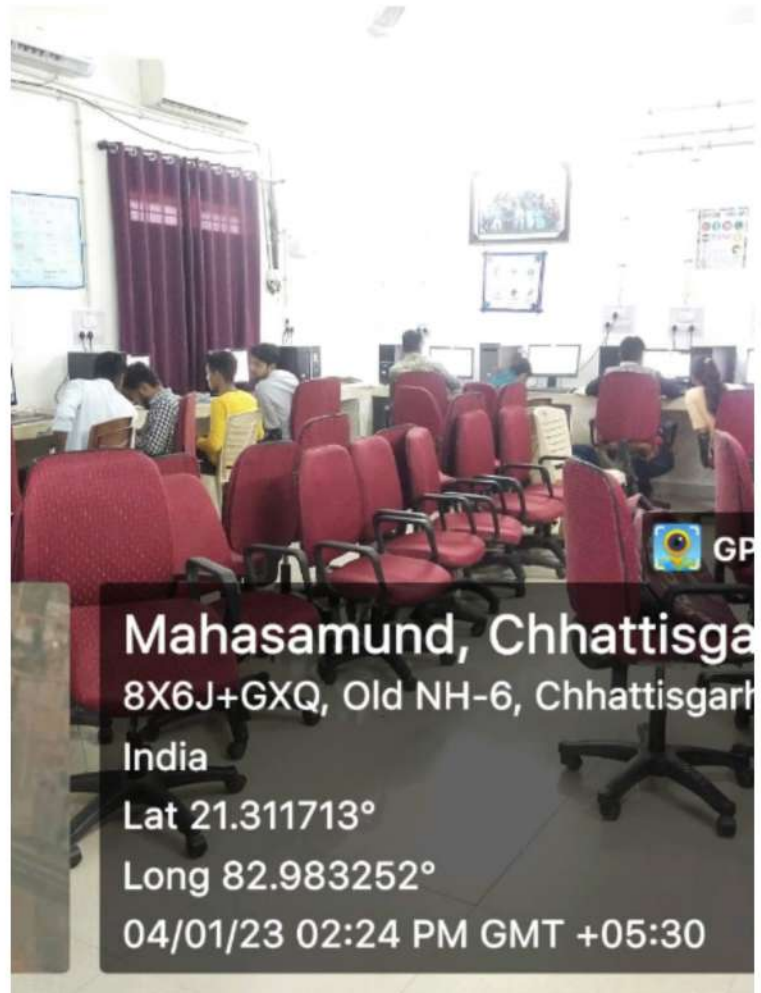 GP
Mahasamund, Chhattisga
8X6J+GXQ, Old NH-6, Chhattisgarh
India
Lat 21.311713°
Long 82.983252°
04/01/23 02:24 PM GMT +05:30